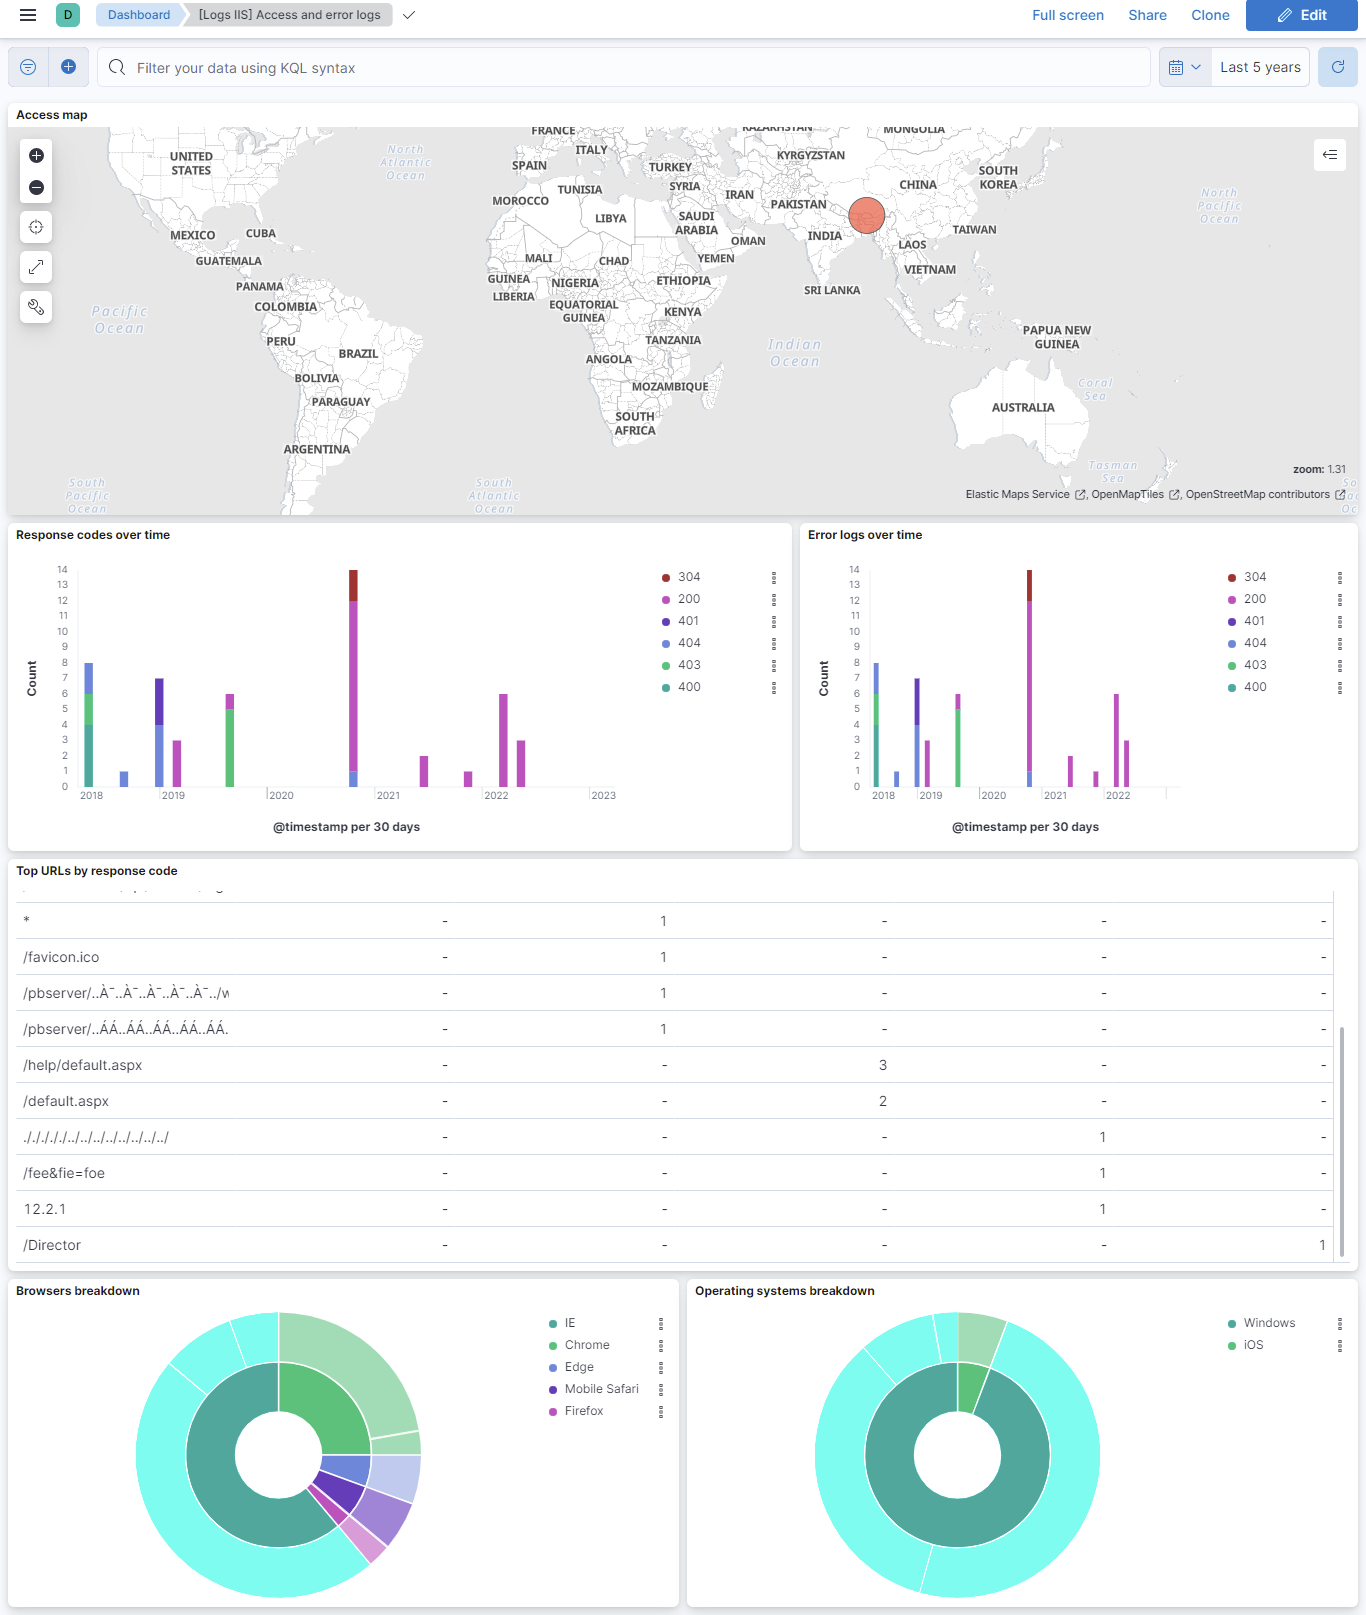 D Dashboard [Logs IIS] Access and error logs Full screen Share Clone Edit
Filter your data using KQL syntax Last 5 years
Access map
FRANCE KAZAKHSTAN MONGOLIA
UNITED STATES North Atlantic Ocean ITALY SPAIN TURKEY KYRGYZSTAN SOUTH KOREA
TUNISIA SYRIA IRAN CHINA North Pacific Ocean
MOROCCO PAKISTAN
LIBYA SAUDI ARABIA
MEXICO CUBA OMAN INDIA TAIWAN
LAOS
GUATEMALA MALI CHAD YEMEN VIETNAM
PANAMA GUINEA NIGERIA ETHIOPIA SRI LANKA
COLOMBIA LIBERIA EQUATORIAL GUINEA KENYA
Pacific Ocean PAPUA NEW GUINEA
PERU TANZANIA Indian Ocean
BRAZIL ANGOLA
BOLIVIA MOZAMBIQUE Coral Sea
PARAGUAY AUSTRALIA
SOUTH AFRICA
ARGENTINA
Tasman Sea zoom: 1.31
South Pacific Ocean South Atlantic Ocean
Elastic Maps Service , OpenMapTiles , OpenStreetMap contributors
Response codes over time
14
13
12
11
10
9
8
7
6
5
4
3
2
1
0
Count
2018 2019 2020 2021 2022 2023
@timestamp per 30 days
304
200
401
404
403
400
Error logs over time
14
13
12
11
10
9
8
7
6
5
4
3
2
1
0
Count
2018 2019 2020 2021 2022
@timestamp per 30 days
304
200
401
404
403
400
Top URLs by response code
* - 1 - - -
/favicon.ico - 1 - - -
/pbserver/..À¯..À¯..À¯..À¯..À¯../w - 1 - - -
/pbserver/..ÁÁ..ÁÁ..ÁÁ..ÁÁ..ÁÁ. - 1 - - -
/help/default.aspx - - 3 - -
/default.aspx - - 2 - -
././././././../../../../../../../../ - - - 1 -
/fee&fie=foe - - - 1 -
12.2.1 - - - 1 -
/Director - - - - 1
Browsers breakdown
IE
Chrome
Edge
Mobile Safari
Firefox
Operating systems breakdown
Windows
iOS